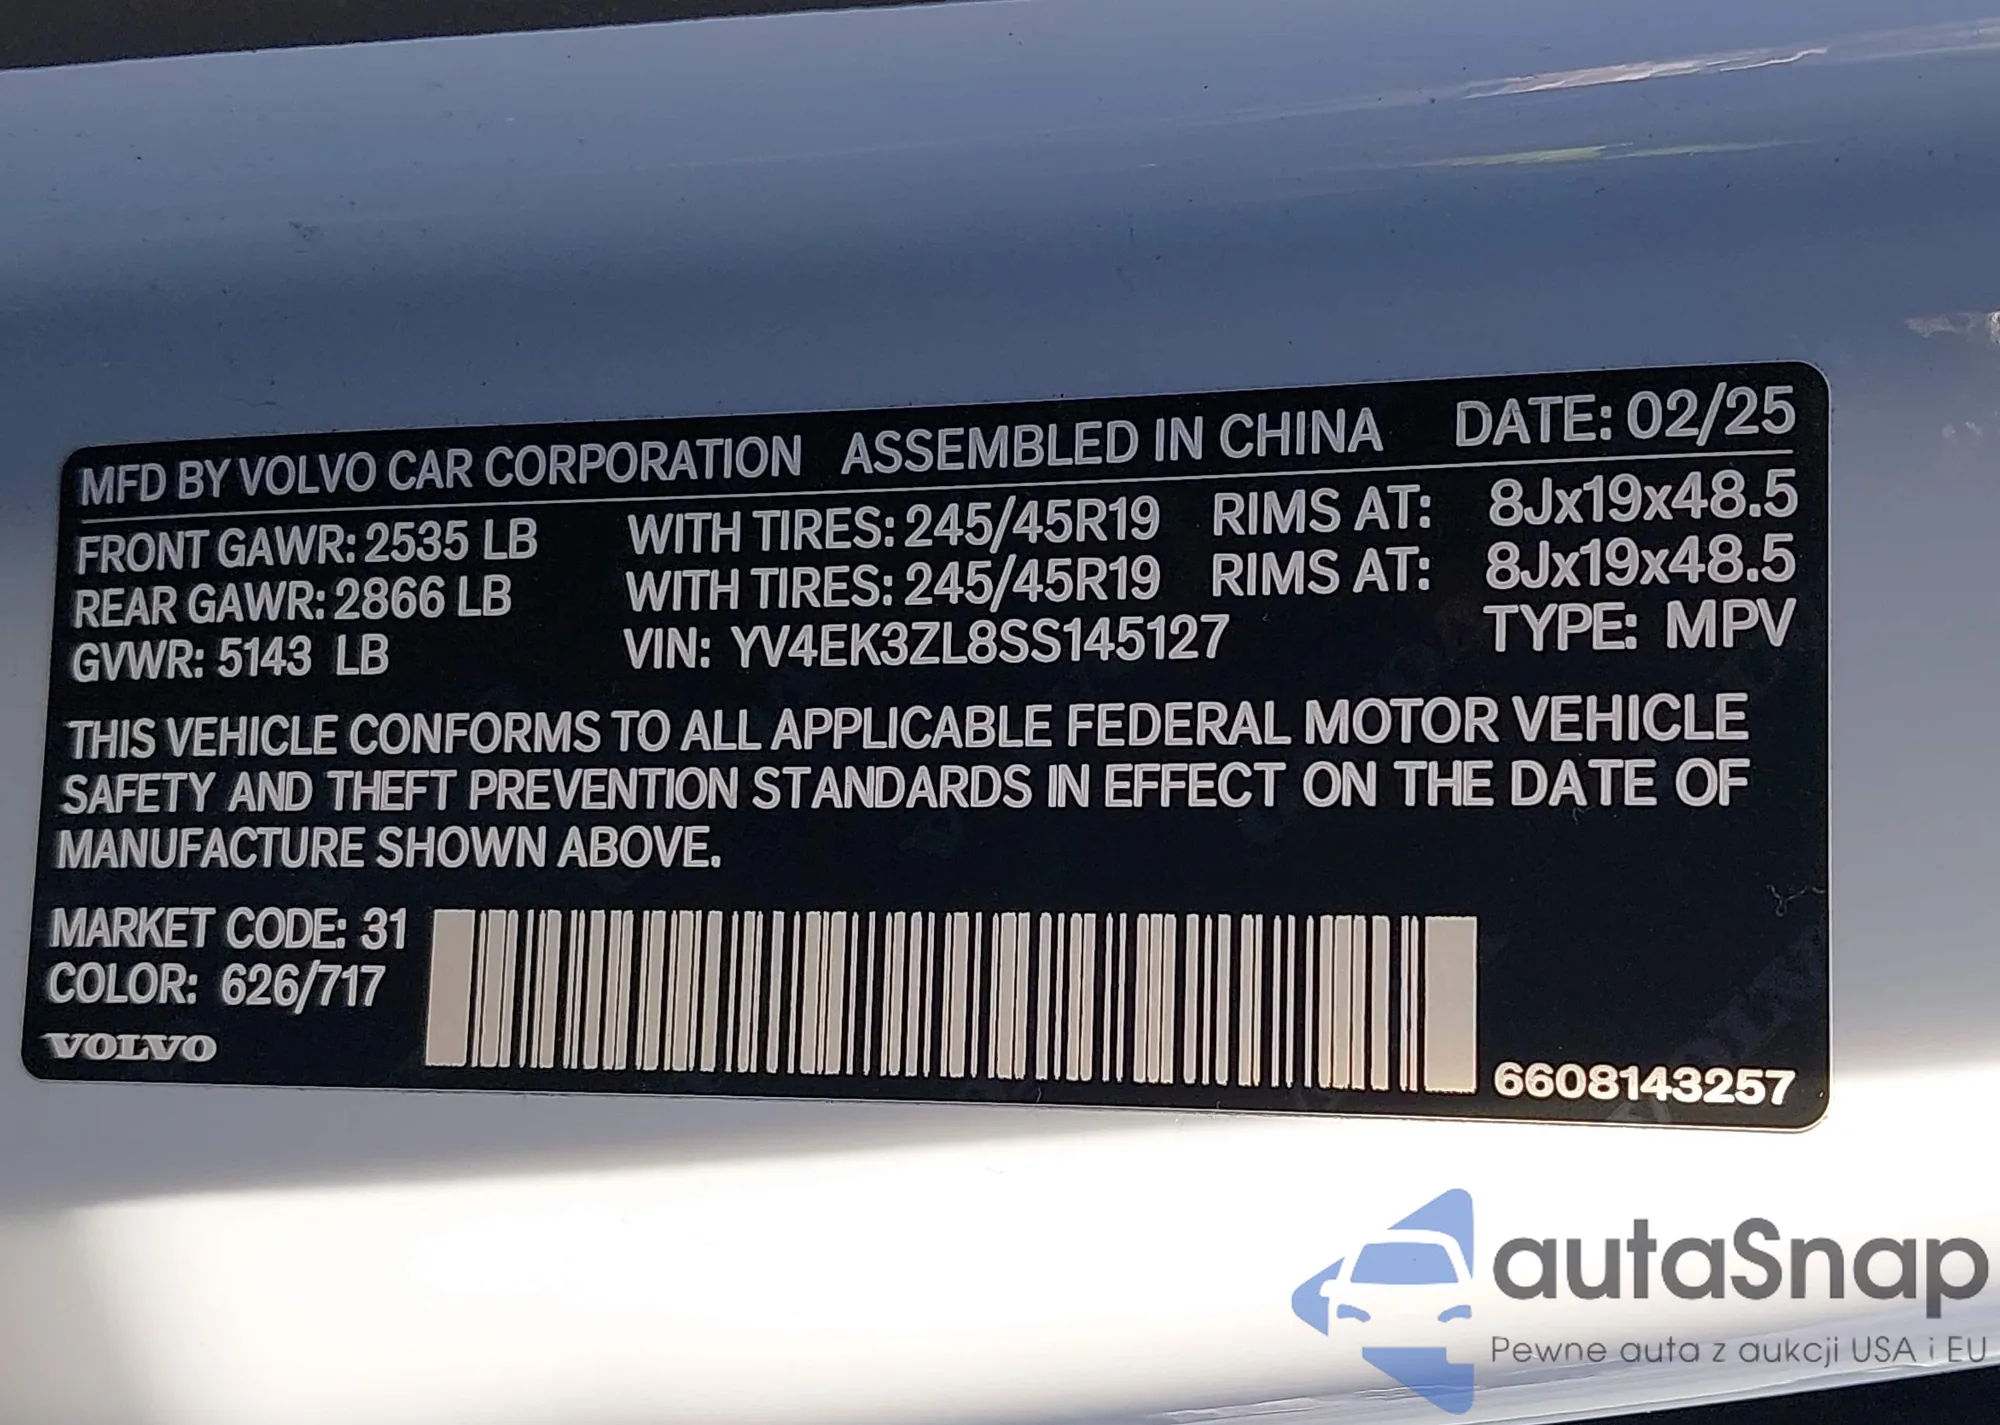 MFD BY VOLVO CAR CORPORATION ASSEMBLED IN CHINA DATE: 02/25
FRONT GAWR: 2535 LB WITH TIRES: 245/45R19 RIMS AT: 8Jx19x48.5
REAR GAWR: 2866 LB WITH TIRES: 245/45R19 RIMS AT: 8Jx19x48.5
GVWR: 5143 LB VIN: YV4EK3ZL8SS145127 TYPE: MPV
THIS VEHICLE CONFORMS TO ALL APPLICABLE FEDERAL MOTOR VEHICLE
SAFETY AND THEFT PREVENTION STANDARDS IN EFFECT ON THE DATE OF
MANUFACTURE SHOWN ABOVE.
MARKET CODE: 31
COLOR: 626/717
VOLVO
6608143257
autaSnap
Pewne auta z aukcji USA i EU